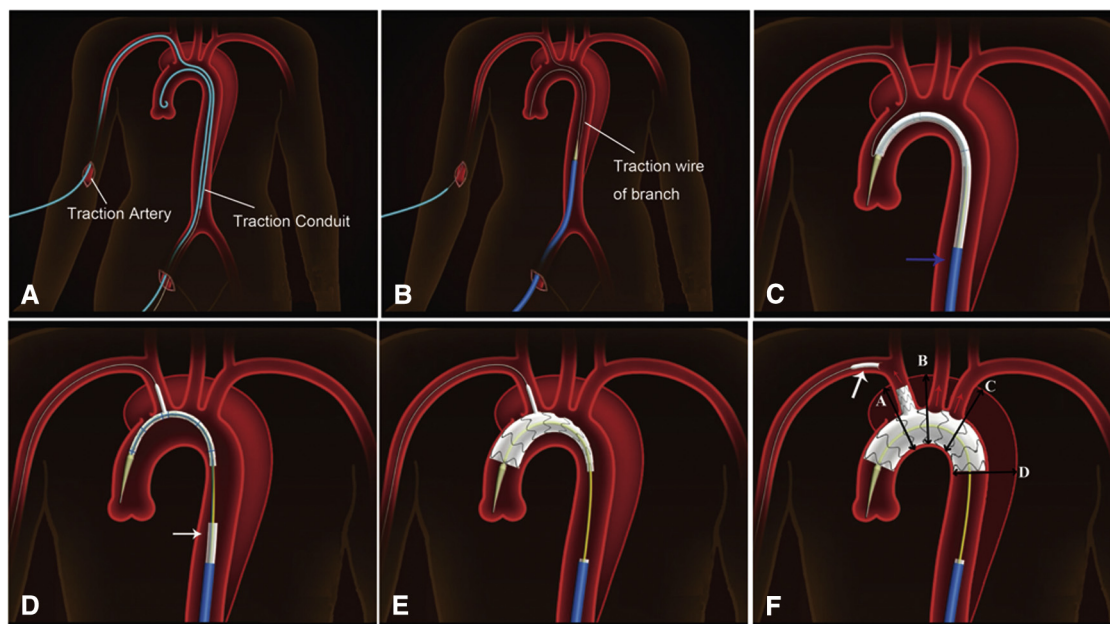 Traction Artery
Traction Conduit
A
Traction wire
of branch
B
C
D
E
A
B
C
D
F